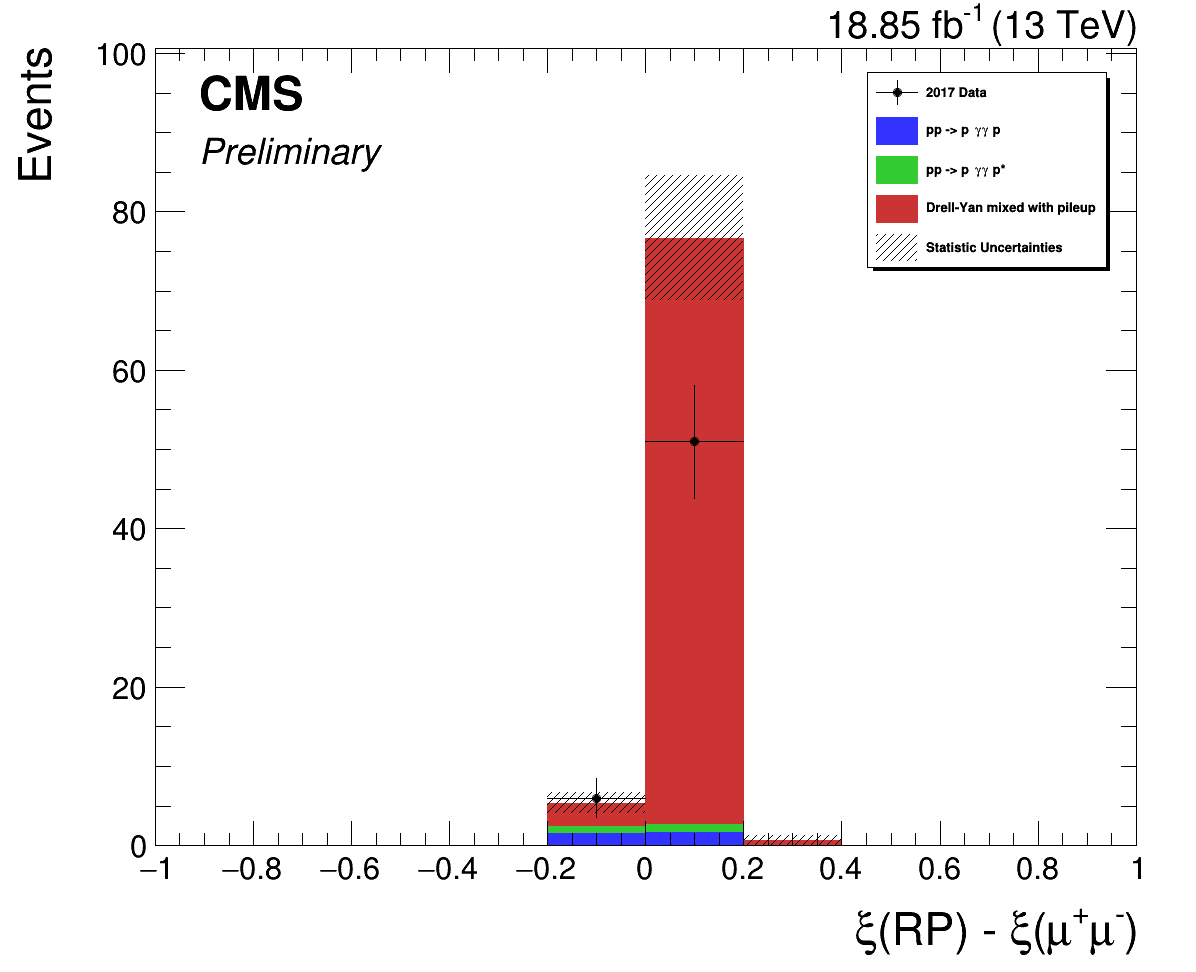 18.85 fb⁻¹ (13 TeV)
Events
CMS
Preliminary
2017 Data
pp -> p γγ p
pp -> p γγ p*
Drell-Yan mixed with pileup
Statistic Uncertainties
100
80
60
40
20
0
−1 −0.8 −0.6 −0.4 −0.2 0 0.2 0.4 0.6 0.8 1
ξ(RP) - ξ(μ⁺μ⁻)